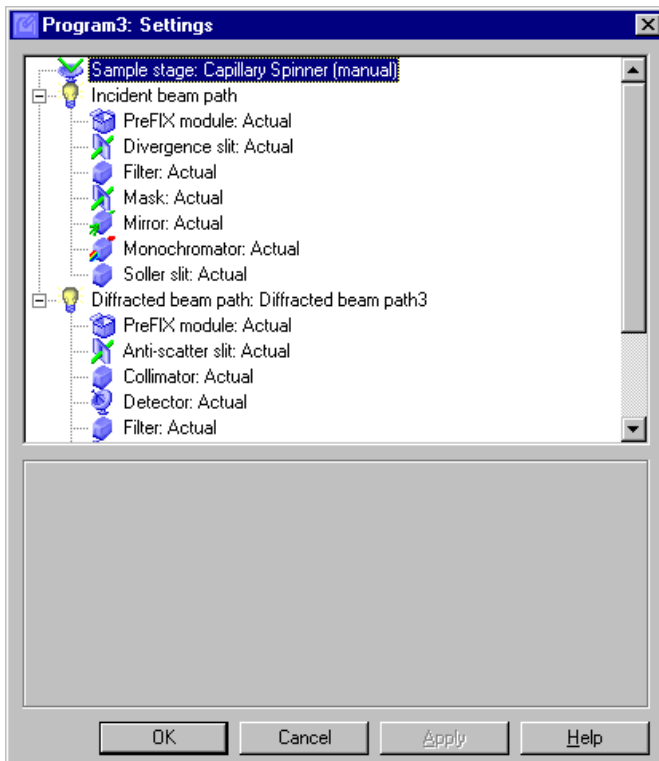 Program3: Settings
Sample stage: Capillary Spinner (manual)
Incident beam path
PreFIX module: Actual
Divergence slit: Actual
Filter: Actual
Mask: Actual
Mirror: Actual
Monochromator: Actual
Soller slit: Actual
Diffracted beam path: Diffracted beam path3
PreFIX module: Actual
Anti-scatter slit: Actual
Collimator: Actual
Detector: Actual
Filter: Actual
OK Cancel Apply Help